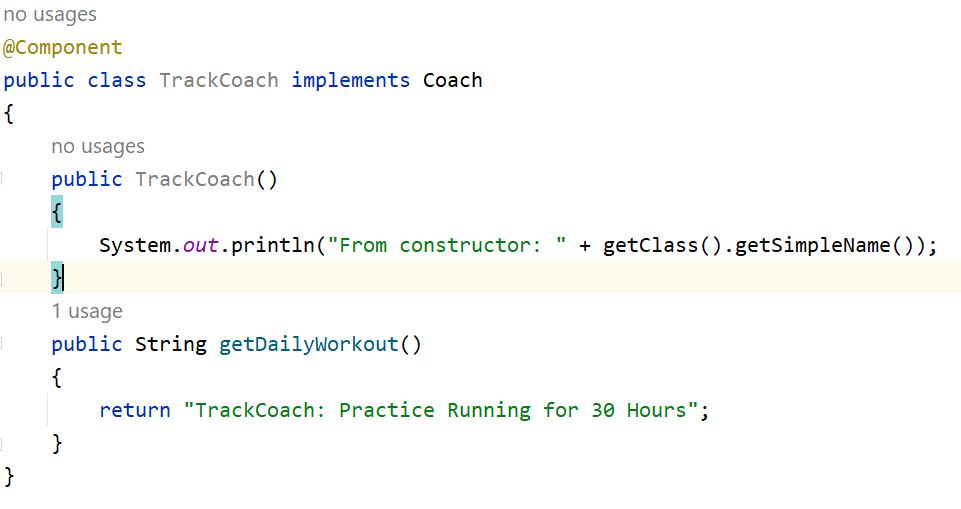 no usages
@Component
public class TrackCoach implements Coach
{
no usages
public TrackCoach()
{
System.out.println("From constructor: " + getClass().getSimpleName());
}
1 usage
public String getDailyWorkout()
{
return "TrackCoach: Practice Running for 30 Hours";
}
}